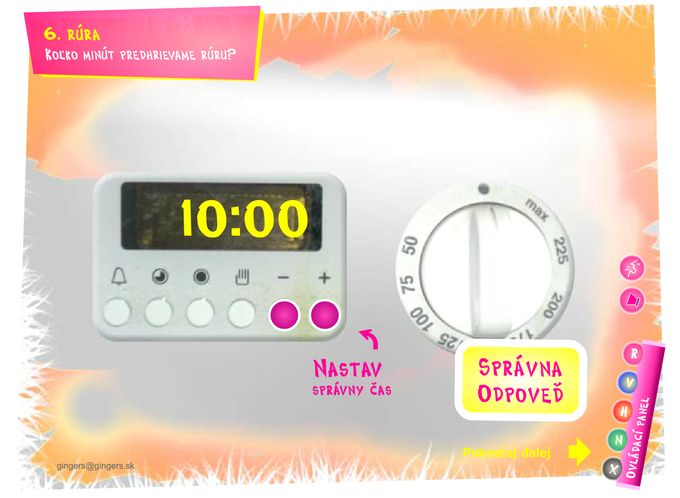 6. RÚRA
KOĽKO MINÚT PREDHRIEVAME RÚRU?
10:00
- +
max
225
200
50
75
100
NASTAV
SPRÁVNY ČAS
SPRÁVNA
ODPOVEĎ
Pokračuj ďalej
R
V
H
N
X
OVLÁDACÍ PANEL
gingers@gingers.sk